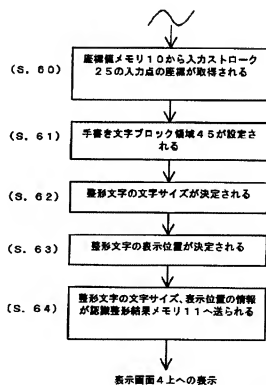 (S. 60)
座標値メモリ10から入力ストローク
25の入力点の座標が取得される
(S. 61)
手書き文字ブロック領域45が設定さ
れる
(S. 62)
整形文字の文字サイズが決定される
(S. 63)
整形文字の表示位置が決定される
(S. 64)
整形文字の文字サイズ、表示位置の情報
が認識整形結果メモリ11へ送られる
表示画面4上への表示